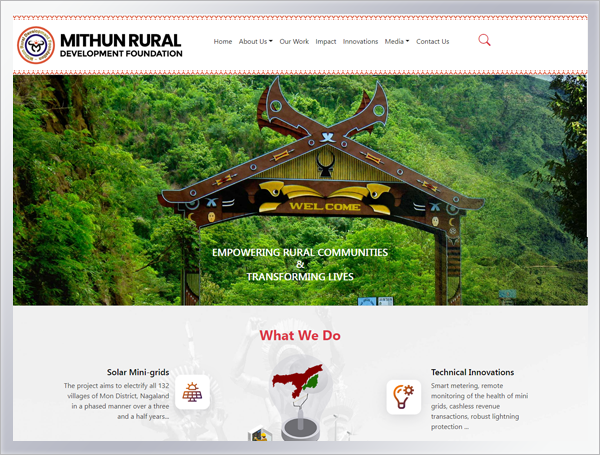 MITHUN RURAL
DEVELOPMENT FOUNDATION
Home About Us Our Work Impact Innovations Media Contact Us
WELCOME
EMPOWERING RURAL COMMUNITIES
&
TRANSFORMING LIVES
What We Do
Solar Mini-grids
The project aims to electrify all 132
villages of Mon District, Nagaland
in a phased manner over a three
and a half years...
Technical Innovations
Smart metering, remote
monitoring of the health of mini
grids, cashless revenue
transactions, robust lightning
protection ...